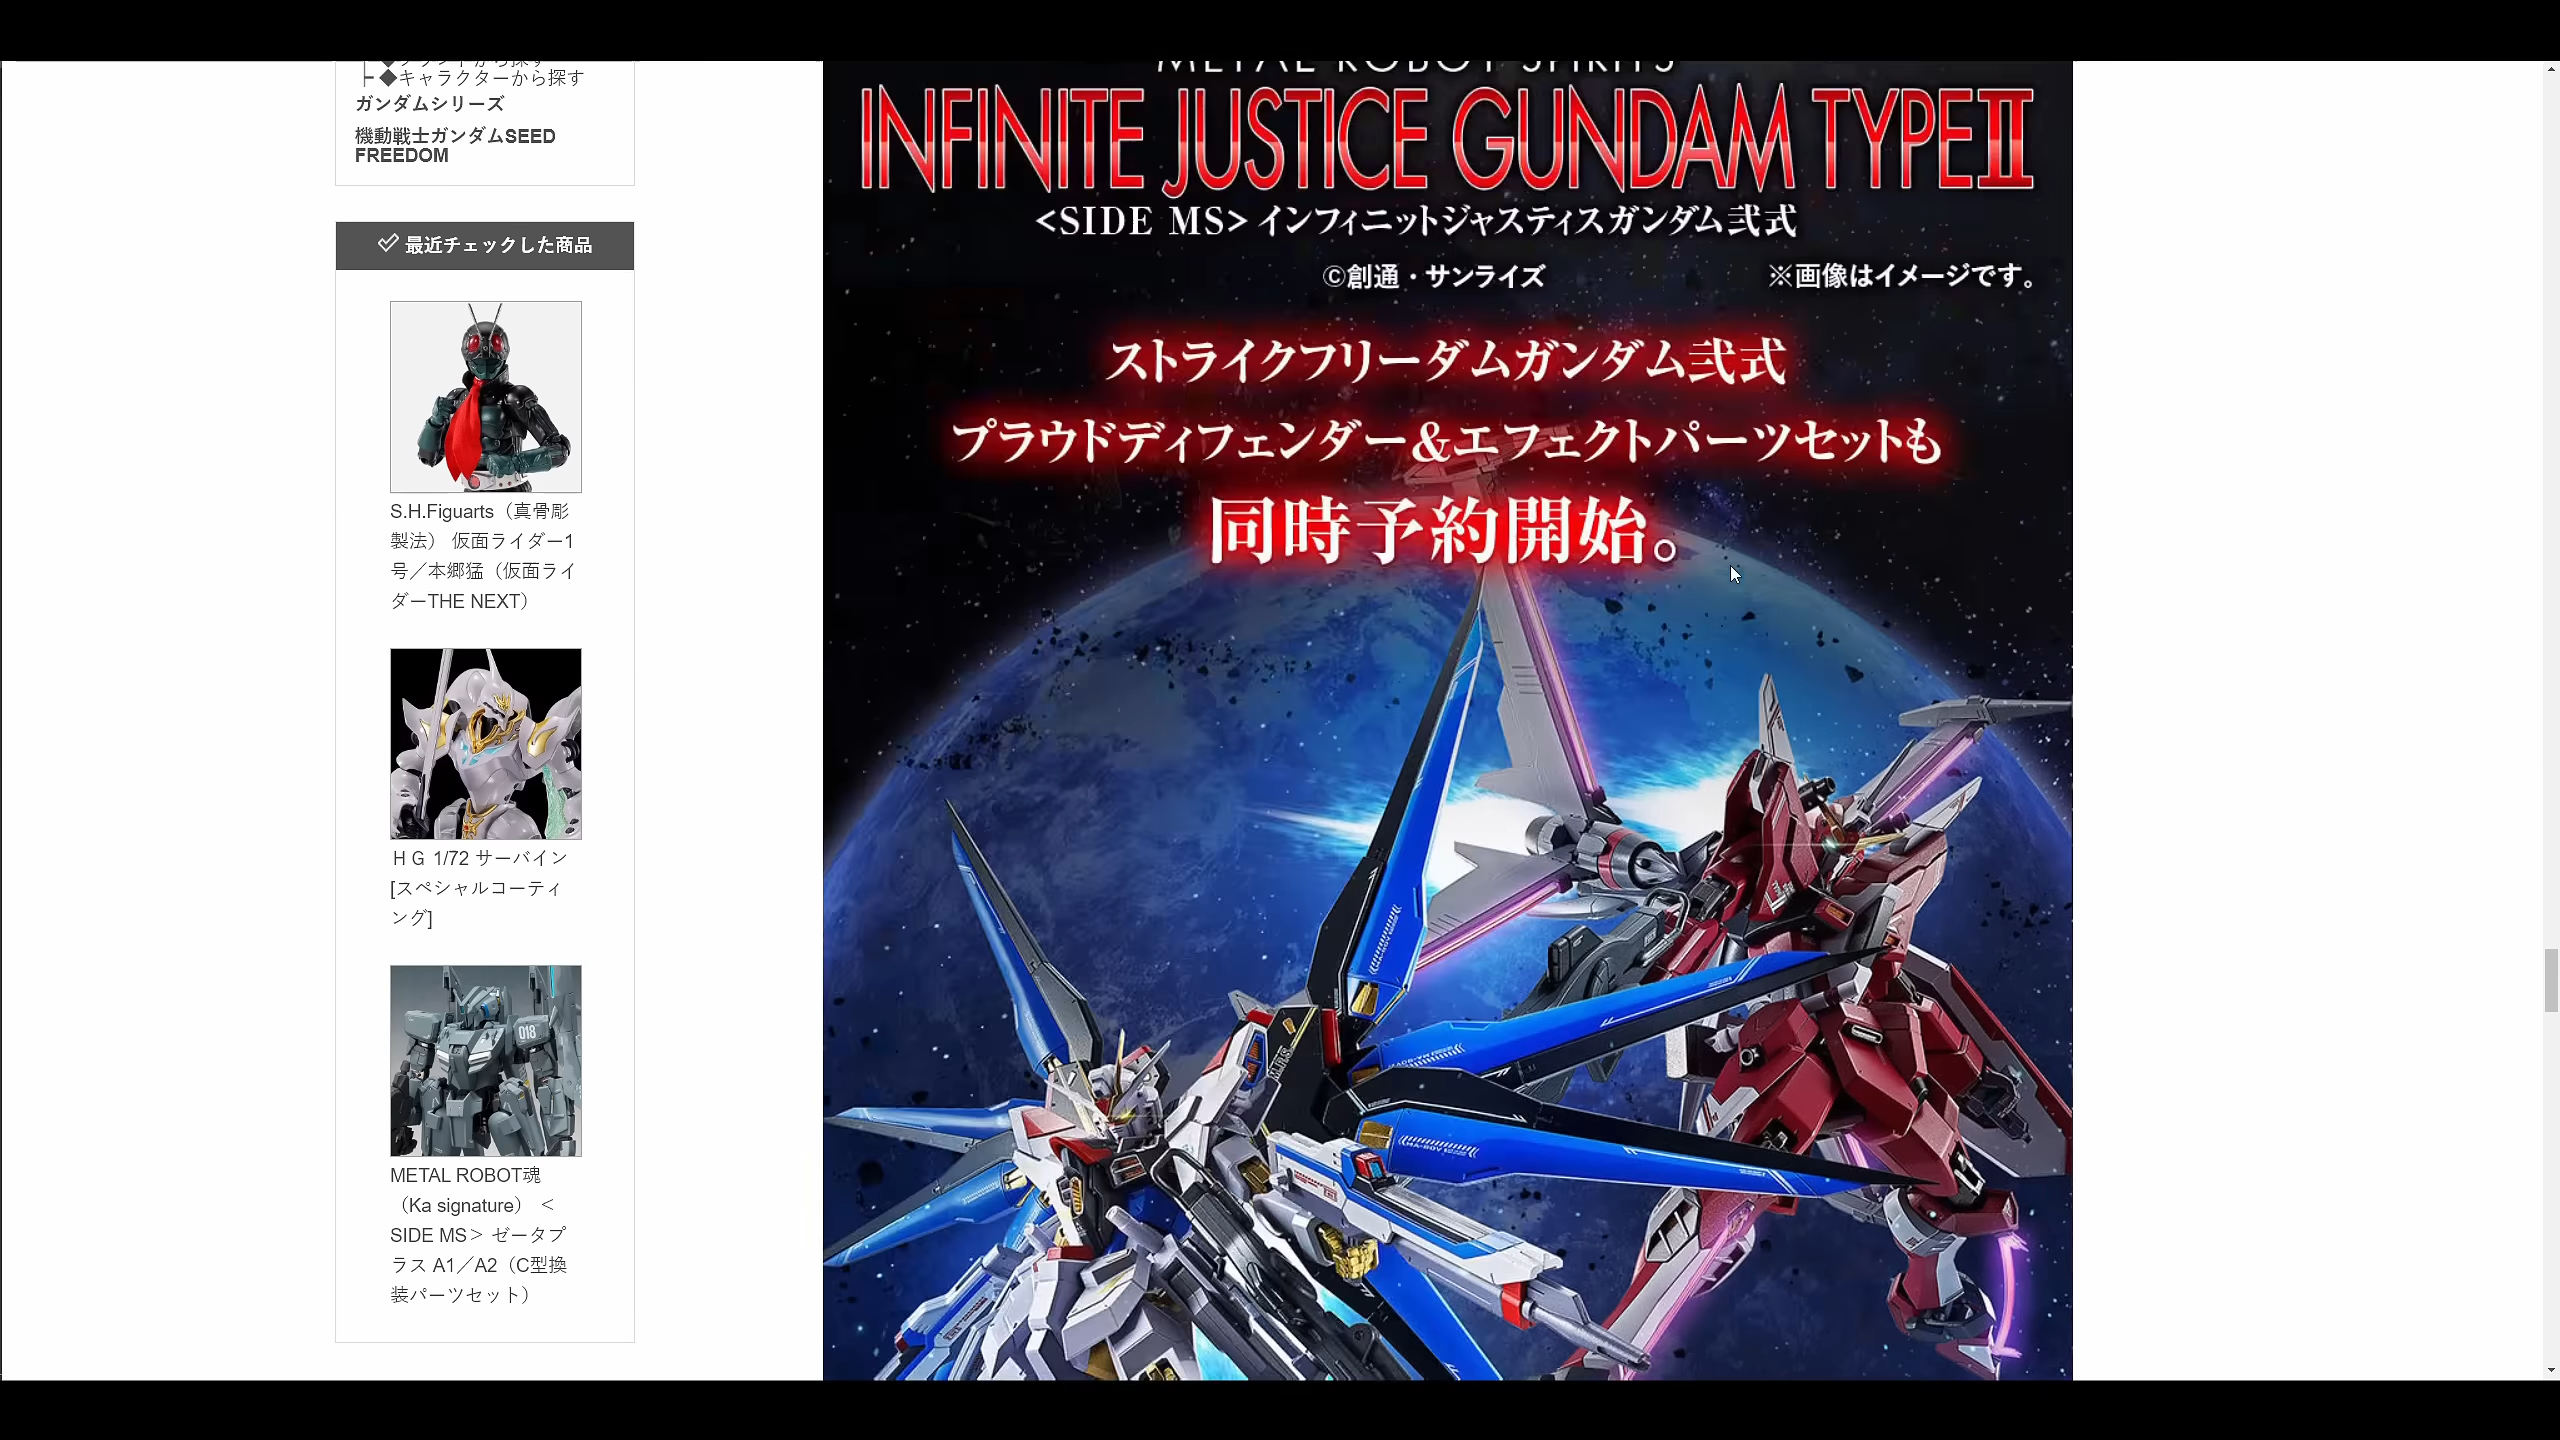 ┣ ◆キャラクターから探す
ガンダムシリーズ
機動戦士ガンダムSEED
FREEDOM
最近チェックした商品
S.H.Figuarts（真骨彫
製法） 仮面ライダー1
号／本郷猛（仮面ライ
ダーTHE NEXT）
ＨＧ 1/72 サーバイン
[スペシャルコーティ
ング]
018
METAL ROBOT魂
（Ka signature） ＜
SIDE MS＞ ゼータプ
ラス A1／A2（C型換
装パーツセット）
METAL ROBOT SPIRITS
INFINITE JUSTICE GUNDAM TYPEⅡ
<SIDE MS> インフィニットジャスティスガンダム弐式
©創通・サンライズ
※画像はイメージです。
ストライクフリーダムガンダム弐式
プラウドディフェンダー&エフェクトパーツセットも
同時予約開始。